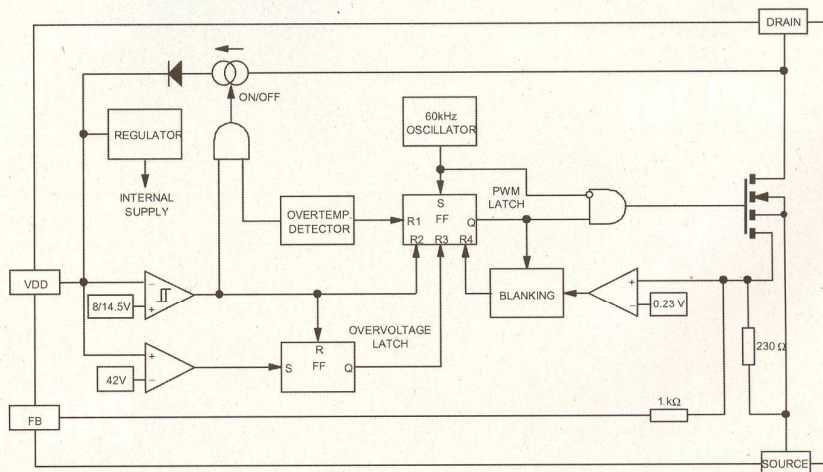 DRAIN
ON/OFF
REGULATOR
60kHz
OSCILLATOR
INTERNAL
SUPPLY
PWM
LATCH
S
FF
R1
Q
R2 R3 R4
OVERTEMP.
DETECTOR
VDD
8/14.5V
−
+
BLANKING
+
−
0.23 V
OVERVOLTAGE
LATCH
R
FF
S
Q
230 Ω
+
−
42V
1 kΩ
FB
SOURCE